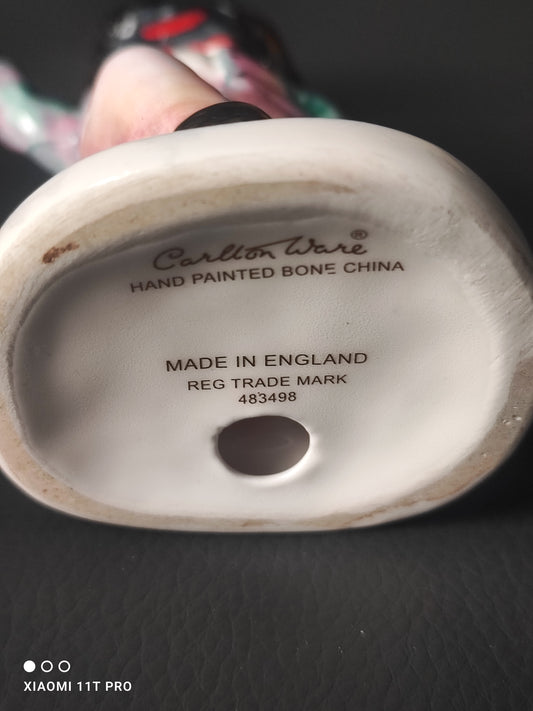 Carlton Ware®
HAND PAINTED BONE CHINA
MADE IN ENGLAND
REG TRADE MARK
483498
XIAOMI 11T PRO